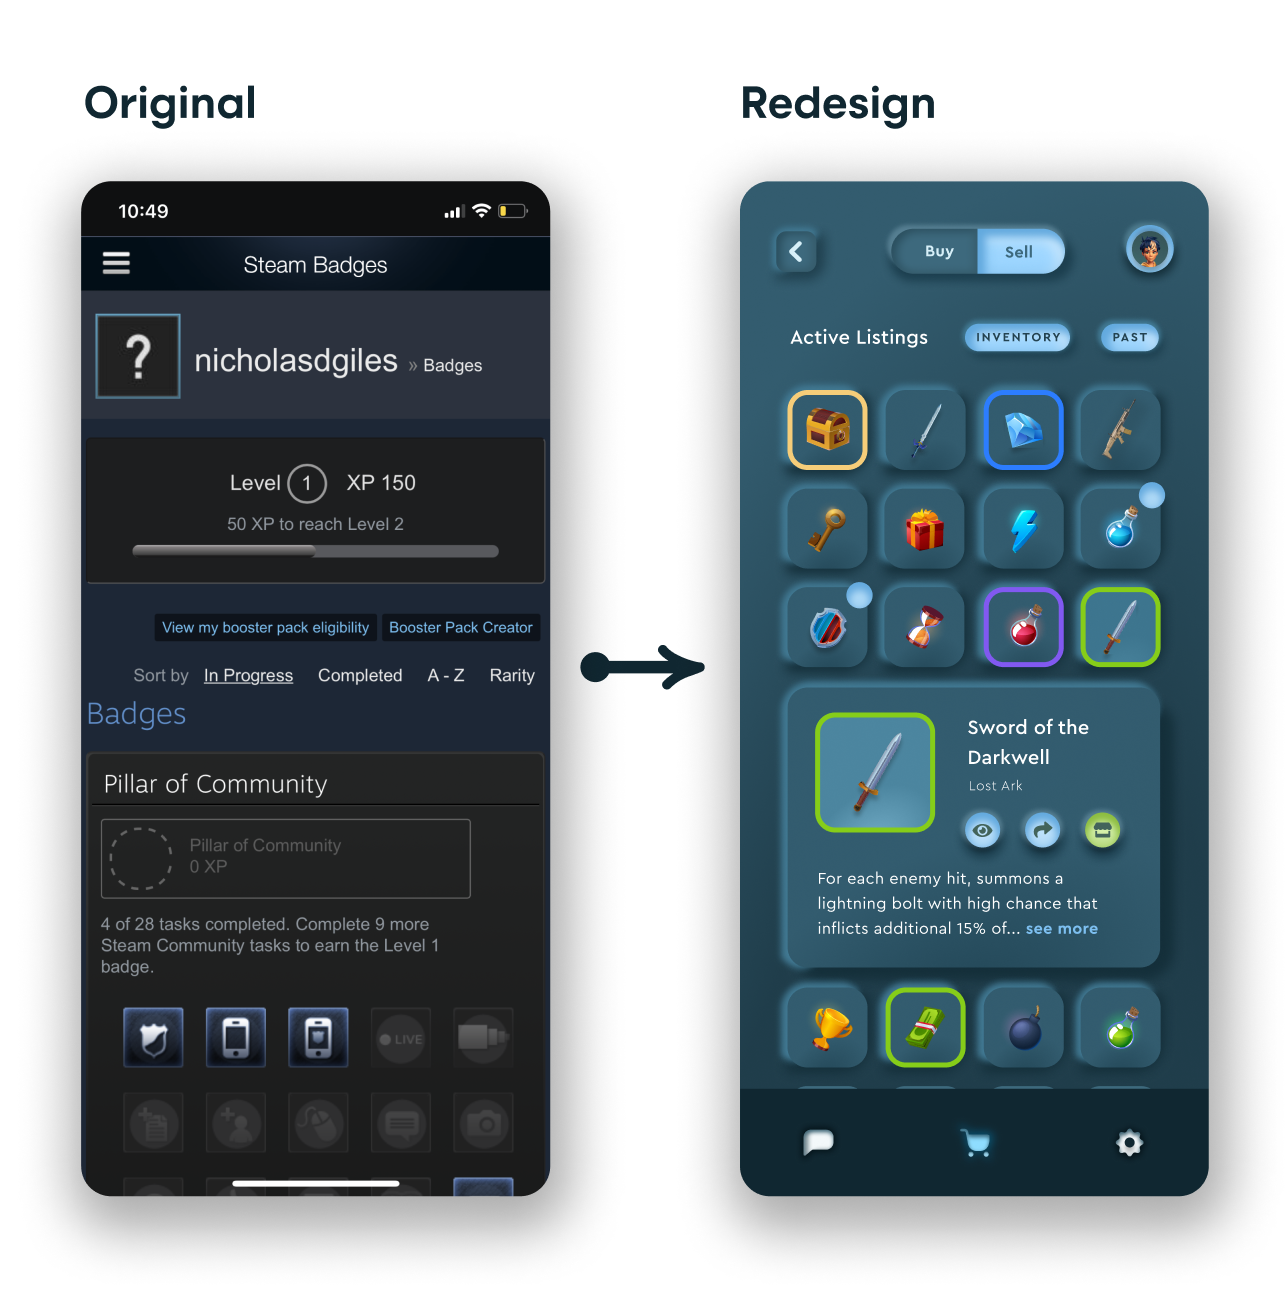 Original
Redesign
10:49
Steam Badges
?
nicholasdgiles » Badges
Level 1 XP 150
50 XP to reach Level 2
View my booster pack eligibility
Booster Pack Creator
Sort by In Progress Completed A - Z Rarity
Badges
Pillar of Community
Pillar of Community
0 XP
4 of 28 tasks completed. Complete 9 more
Steam Community tasks to earn the Level 1
badge.
LIVE
Buy
Sell
Active Listings
INVENTORY
PAST
Sword of the
Darkwell
Lost Ark
For each enemy hit, summons a
lightning bolt with high chance that
inflicts additional 15% of... see more